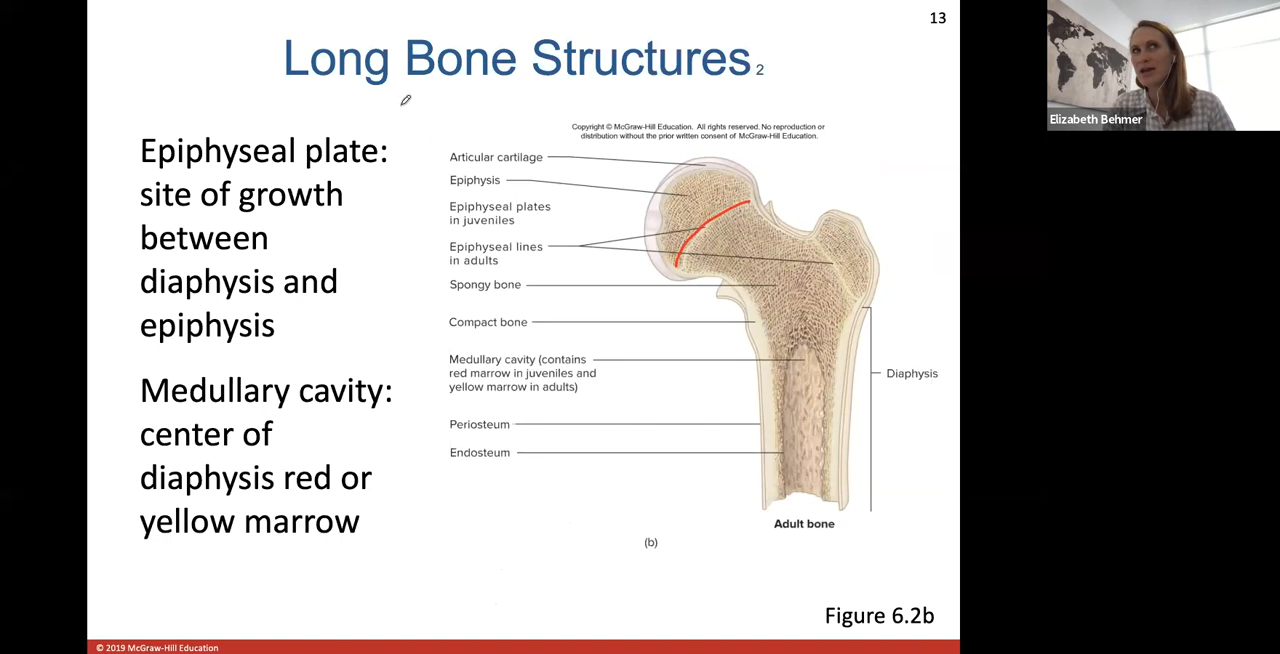 13
Long Bone Structures 2
Elizabeth Behmer
Copyright © McGraw-Hill Education. All rights reserved. No reproduction or
distribution without the prior written consent of McGraw-Hill Education.
Epiphyseal plate:
site of growth
between
diaphysis and
epiphysis
Medullary cavity:
center of
diaphysis red or
yellow marrow
Articular cartilage
Epiphysis
Epiphyseal plates
in juveniles
Epiphyseal lines
in adults
Spongy bone
Compact bone
Medullary cavity (contains
red marrow in juveniles and
yellow marrow in adults)
Periosteum
Endosteum
Diaphysis
Adult bone
(b)
Figure 6.2b
© 2019 McGraw-Hill Education